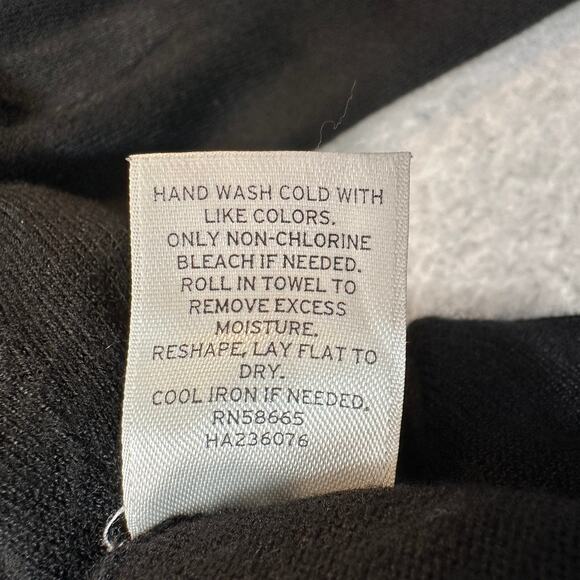 HAND WASH COLD WITH
LIKE COLORS.
ONLY NON-CHLORINE
BLEACH IF NEEDED.
ROLL IN TOWEL TO
REMOVE EXCESS
MOISTURE.
RESHAPE, LAY FLAT TO
DRY.
COOL IRON IF NEEDED.
RN58665
HA236076